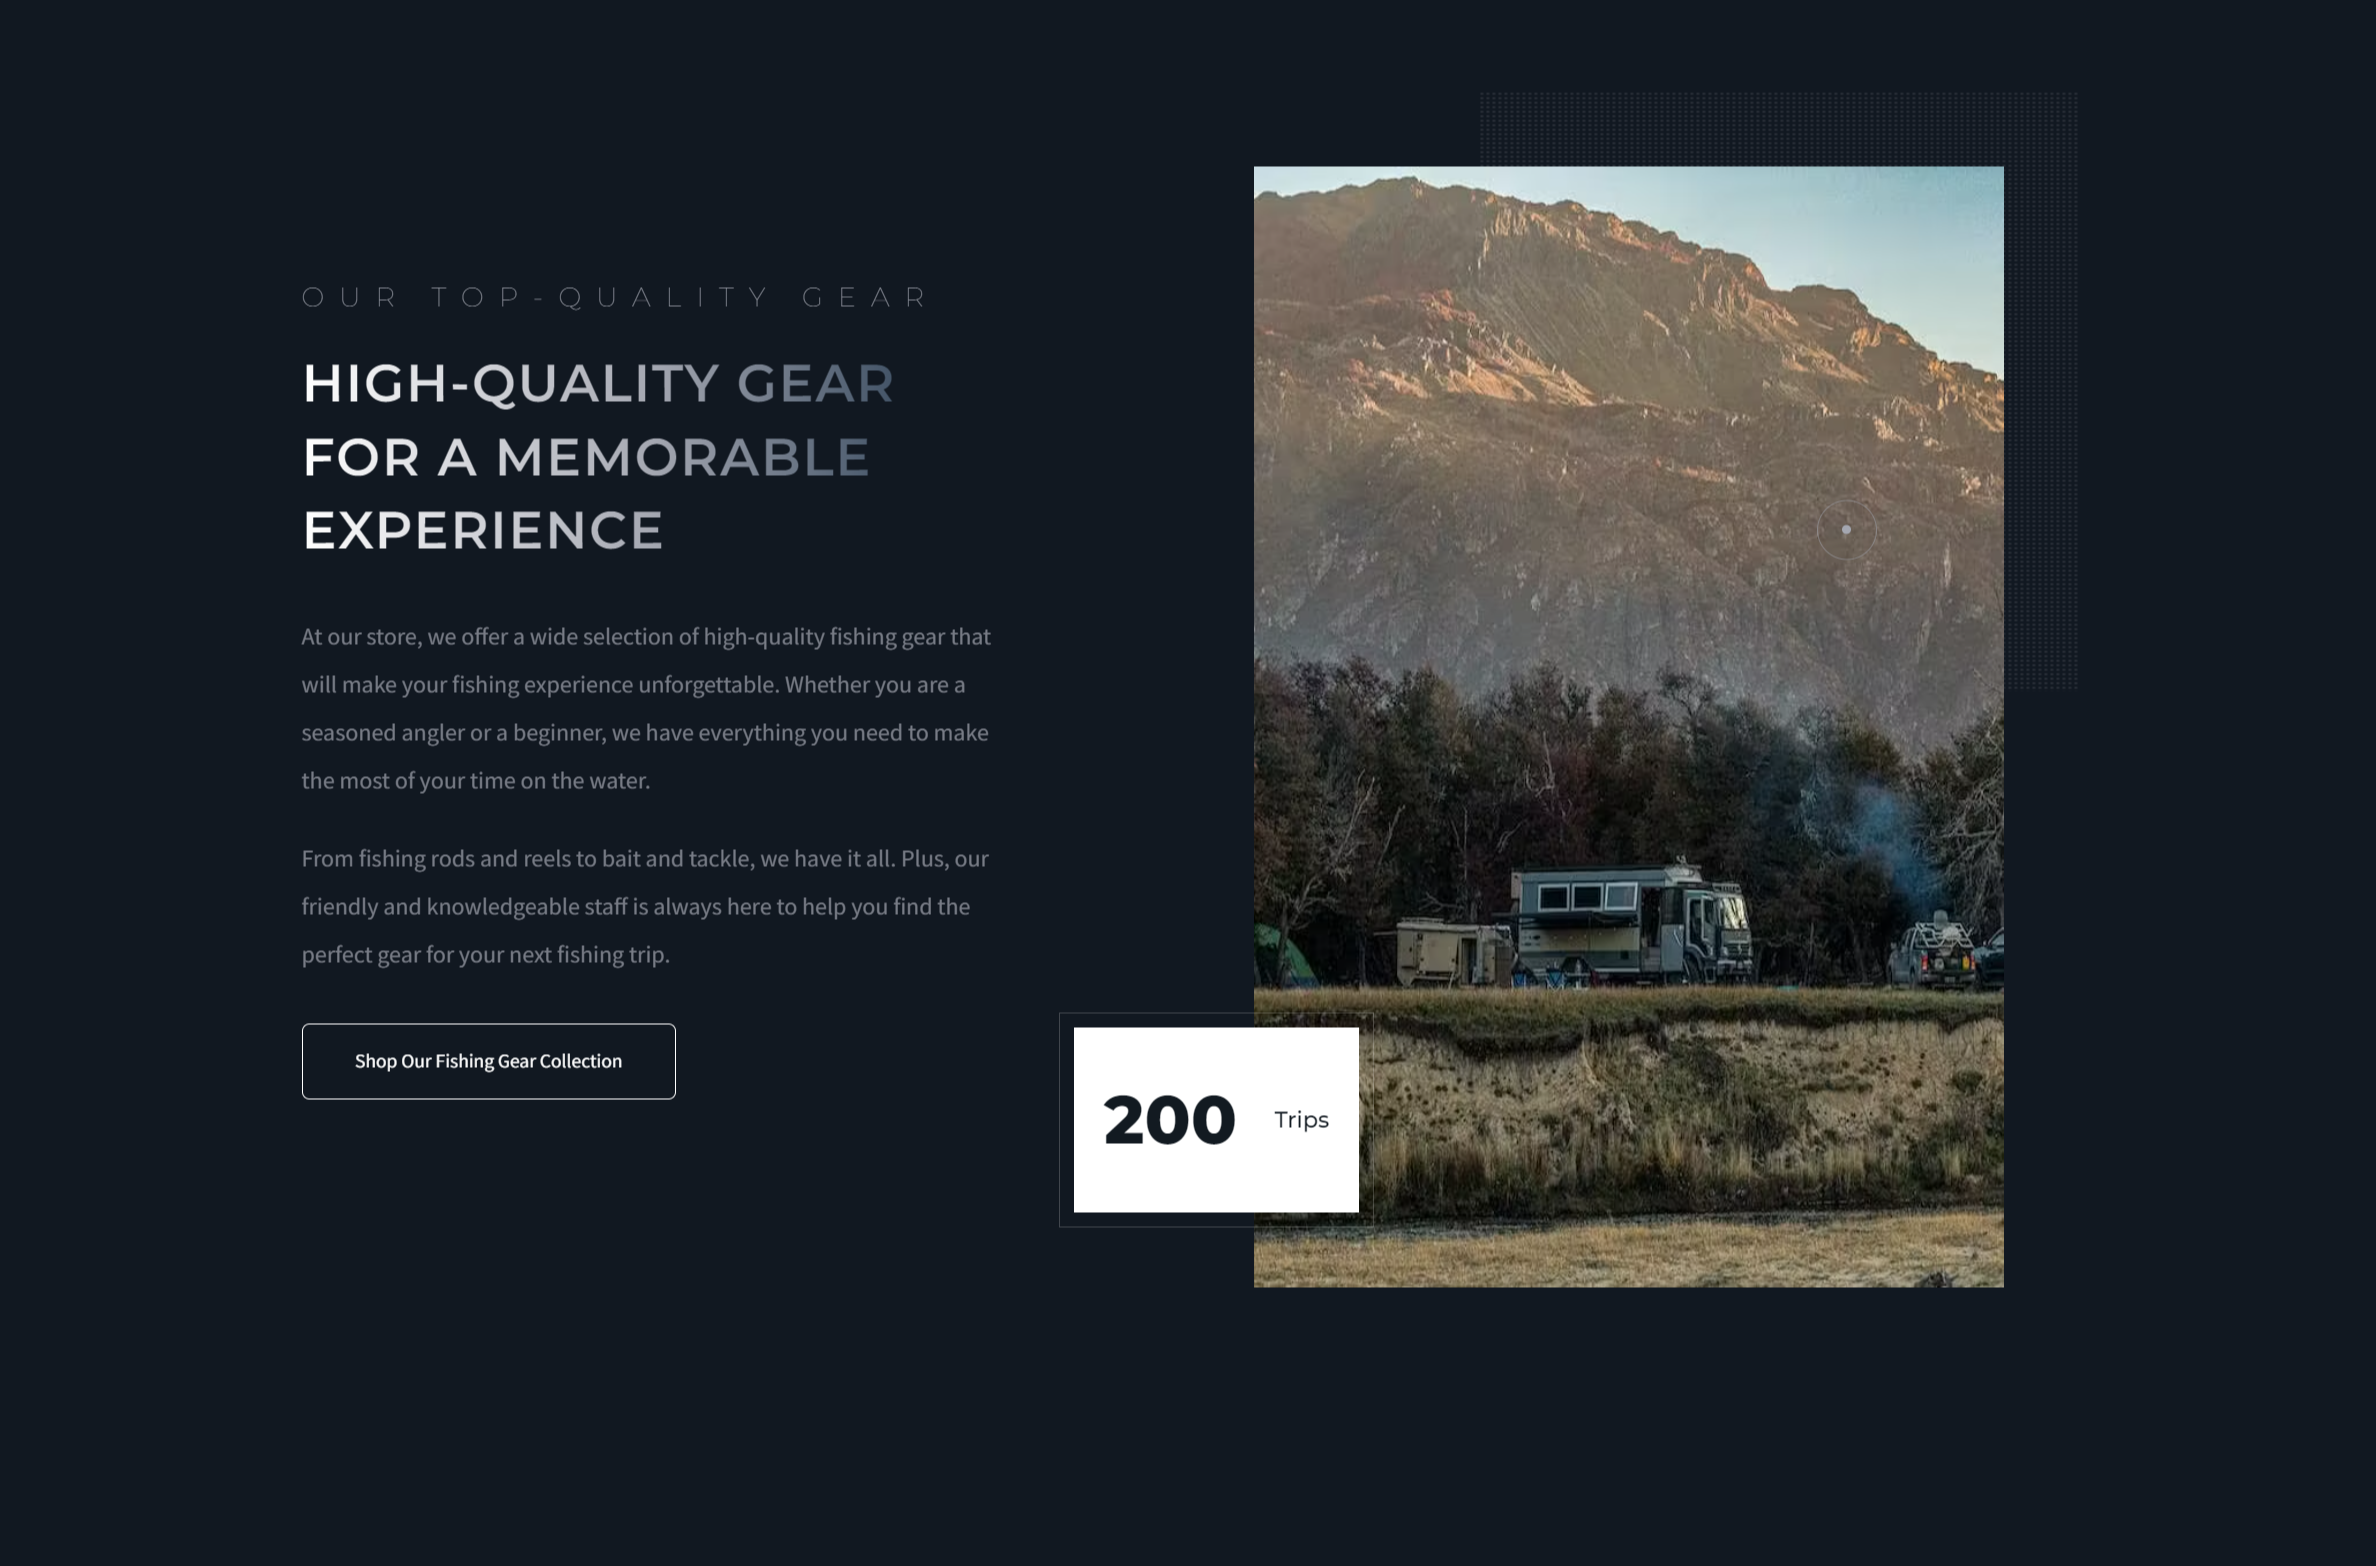 OUR TOP-QUALITY GEAR
HIGH-QUALITY GEAR
FOR A MEMORABLE
EXPERIENCE
At our store, we offer a wide selection of high-quality fishing gear that
will make your fishing experience unforgettable. Whether you are a
seasoned angler or a beginner, we have everything you need to make
the most of your time on the water.
From fishing rods and reels to bait and tackle, we have it all. Plus, our
friendly and knowledgeable staff is always here to help you find the
perfect gear for your next fishing trip.
Shop Our Fishing Gear Collection
200 Trips